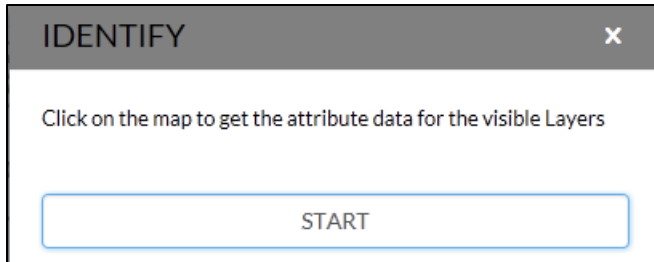 IDENTIFY x
Click on the map to get the attribute data for the visible Layers
START